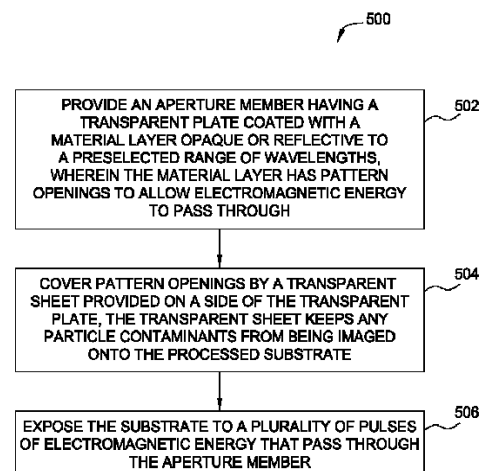 500
PROVIDE AN APERTURE MEMBER HAVING A
TRANSPARENT PLATE COATED WITH A
MATERIAL LAYER OPAQUE OR REFLECTIVE TO
A PRESELECTED RANGE OF WAVELENGTHS,
WHEREIN THE MATERIAL LAYER HAS PATTERN
OPENINGS TO ALLOW ELECTROMAGNETIC ENERGY
TO PASS THROUGH
502
COVER PATTERN OPENINGS BY A TRANSPARENT
SHEET PROVIDED ON A SIDE OF THE TRANSPARENT
PLATE, THE TRANSPARENT SHEET KEEPS ANY
PARTICLE CONTAMINANTS FROM BEING IMAGED
ONTO THE PROCESSED SUBSTRATE
504
EXPOSE THE SUBSTRATE TO A PLURALITY OF PULSES
OF ELECTROMAGNETIC ENERGY THAT PASS THROUGH
THE APERTURE MEMBER
506